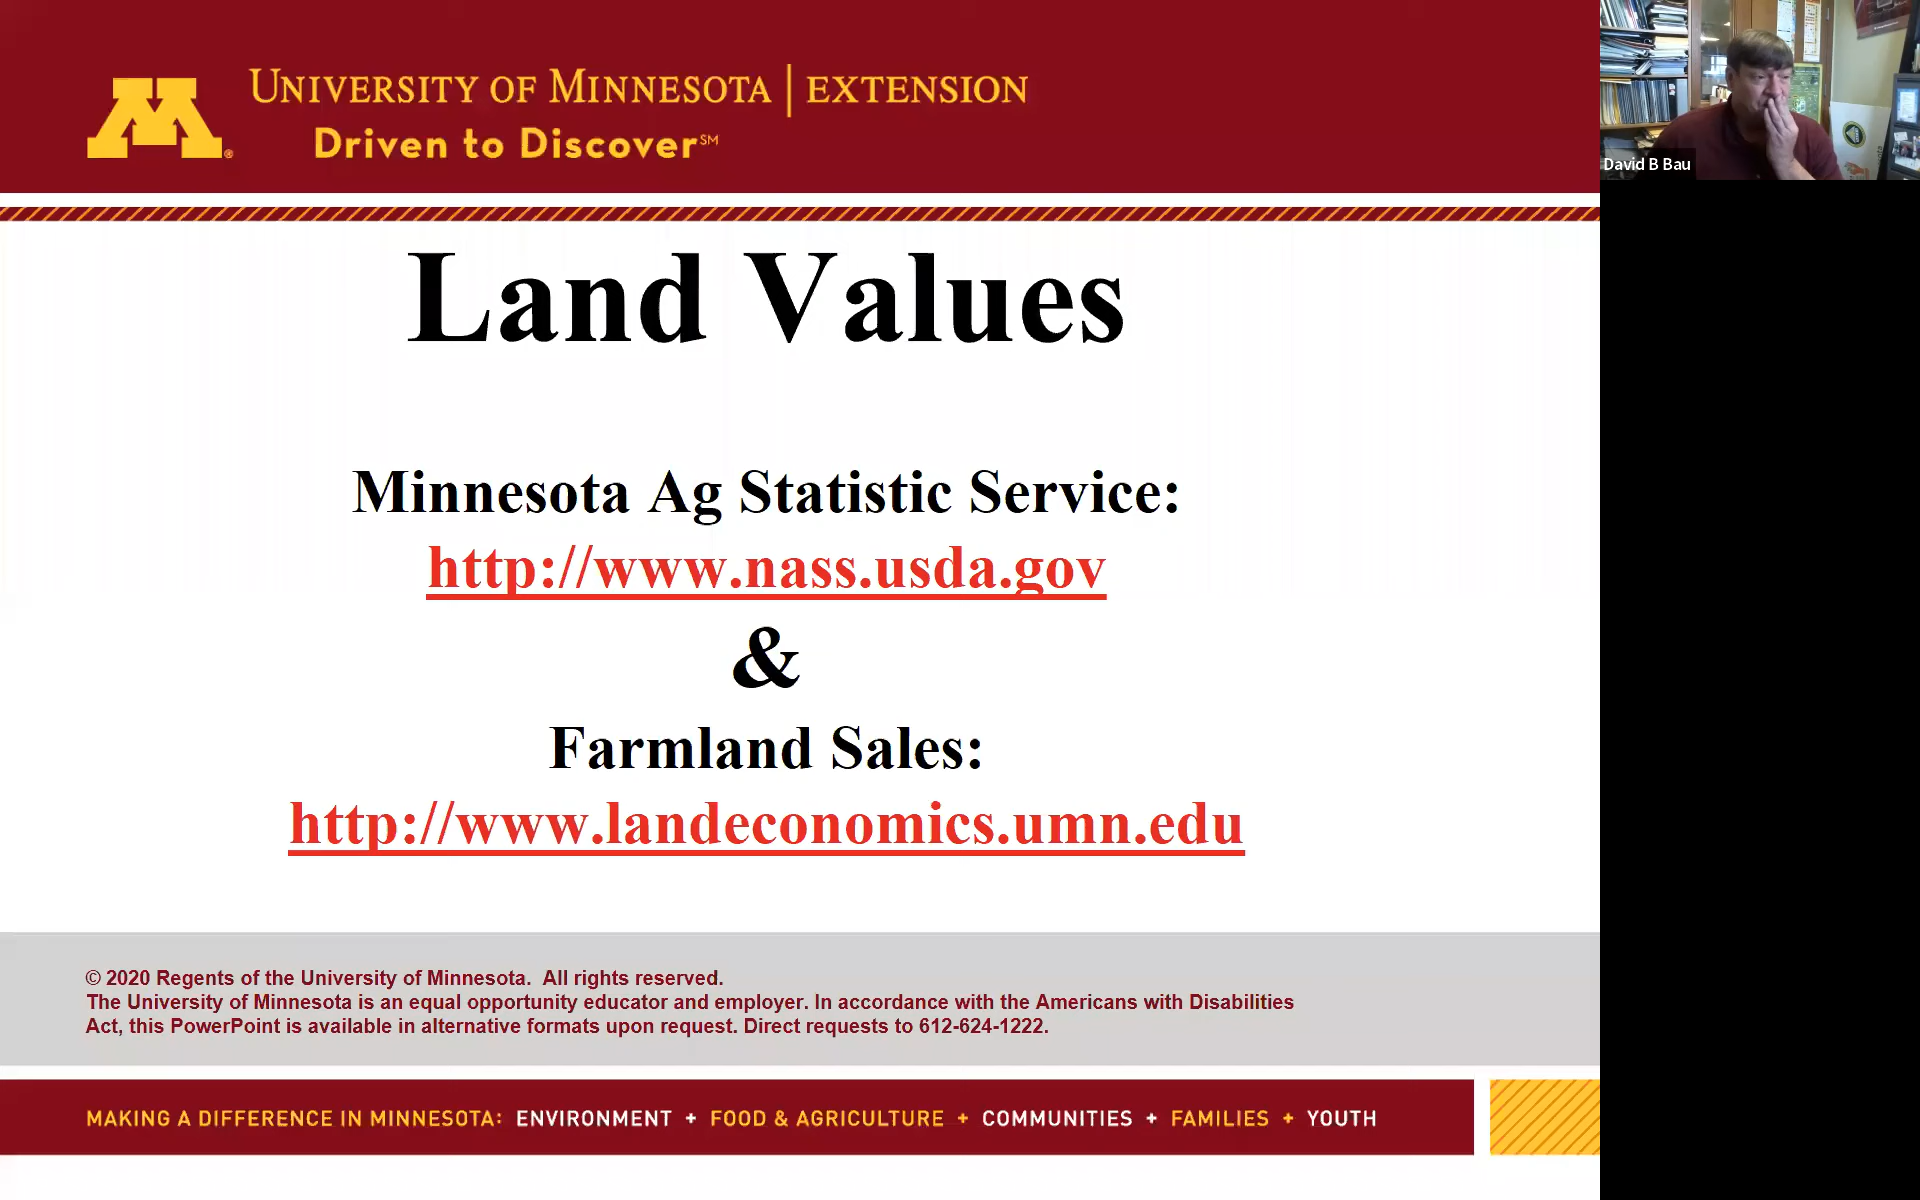 M®
UNIVERSITY OF MINNESOTA | EXTENSION
Driven to Discover℠
David B Bau
Land Values
Minnesota Ag Statistic Service:
http://www.nass.usda.gov
&
Farmland Sales:
http://www.landeconomics.umn.edu
© 2020 Regents of the University of Minnesota.  All rights reserved.
The University of Minnesota is an equal opportunity educator and employer. In accordance with the Americans with Disabilities
Act, this PowerPoint is available in alternative formats upon request. Direct requests to 612-624-1222.
MAKING A DIFFERENCE IN MINNESOTA: ENVIRONMENT + FOOD & AGRICULTURE + COMMUNITIES + FAMILIES + YOUTH